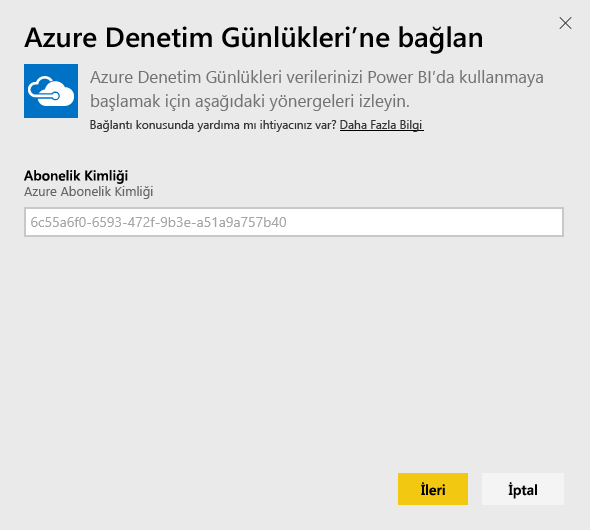 Azure Denetim Günlükleri’ne bağlan
Azure Denetim Günlükleri verilerinizi Power BI’da kullanmaya
başlamak için aşağıdaki yönergeleri izleyin.
Bağlantı konusunda yardıma mı ihtiyacınız var? Daha Fazla Bilgi
Abonelik Kimliği
Azure Abonelik Kimliği
6c55a6f0-6593-472f-9b3e-a51a9a757b40
İleri
İptal